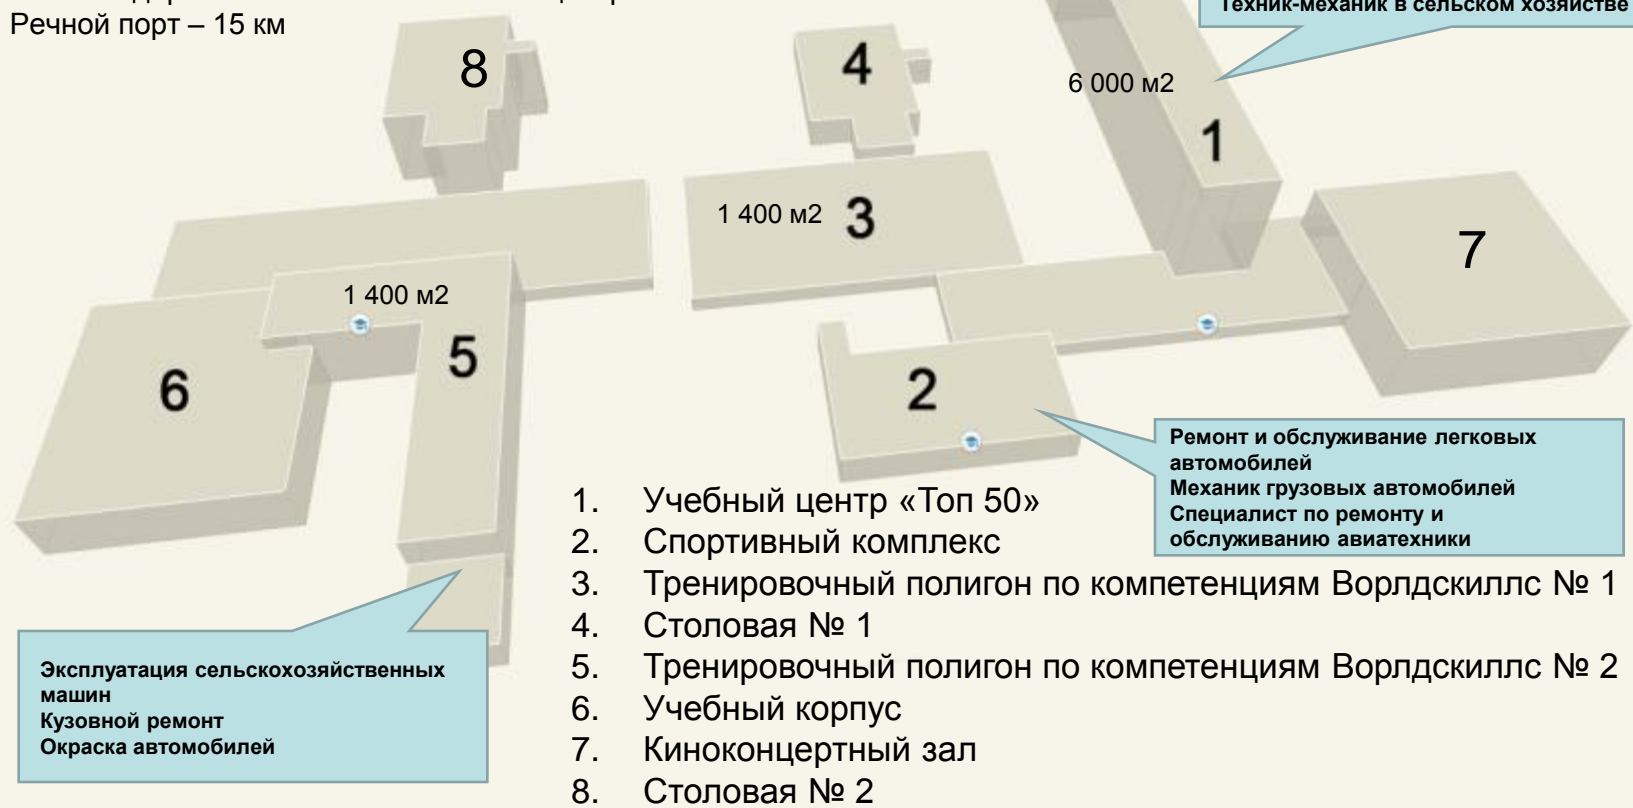 Речной порт – 15 км
Техник-механик в сельском хозяйстве
8
4
6 000 м2
1
1 400 м2
3
7
1 400 м2
5
6
2
Ремонт и обслуживание легковых
автомобилей
Механик грузовых автомобилей
Специалист по ремонту и
обслуживанию авиатехники
1. Учебный центр «Топ 50»
2. Спортивный комплекс
3. Тренировочный полигон по компетенциям Ворлдскиллс № 1
4. Столовая № 1
5. Тренировочный полигон по компетенциям Ворлдскиллс № 2
6. Учебный корпус
7. Киноконцертный зал
8. Столовая № 2
Эксплуатация сельскохозяйственных
машин
Кузовной ремонт
Окраска автомобилей